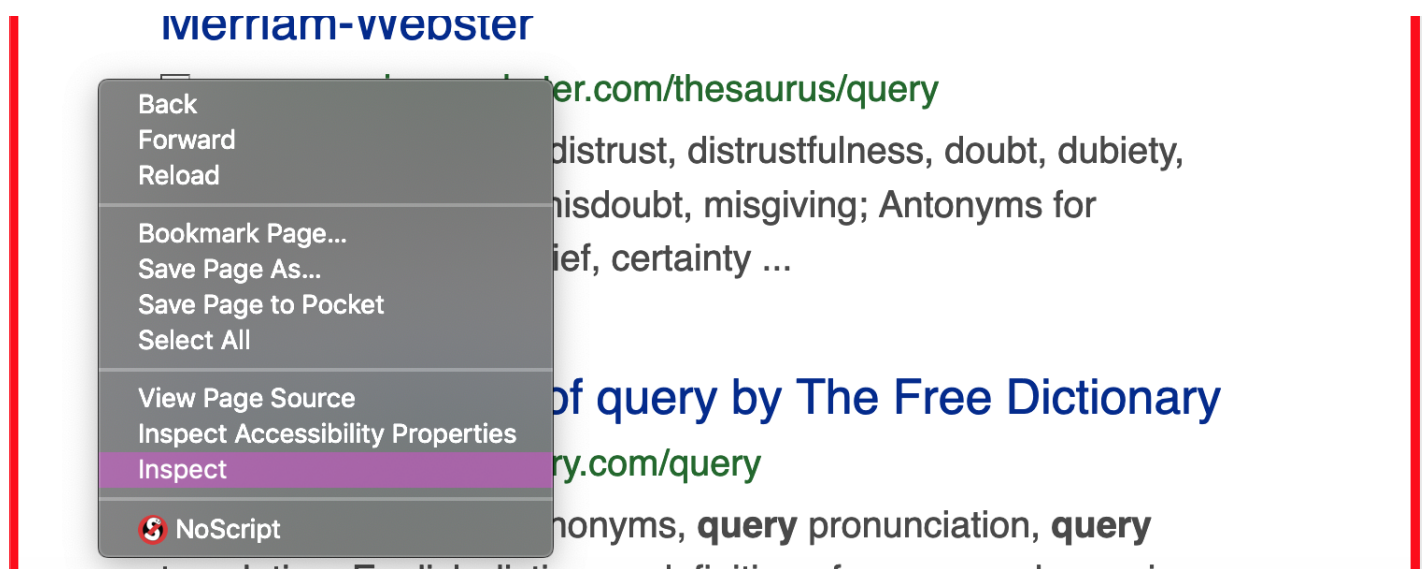 Merriam-Webster
er.com/thesaurus/query
Back
Forward
distrust, distrustfulness, doubt, dubiety,
Reload
misdoubt, misgiving; Antonyms for
Bookmark Page...
Save Page As...
ief, certainty ...
Save Page to Pocket
Select All
View Page Source
of query by The Free Dictionary
Inspect Accessibility Properties
Inspect
ry.com/query
NoScript
nonyms, query pronunciation, query